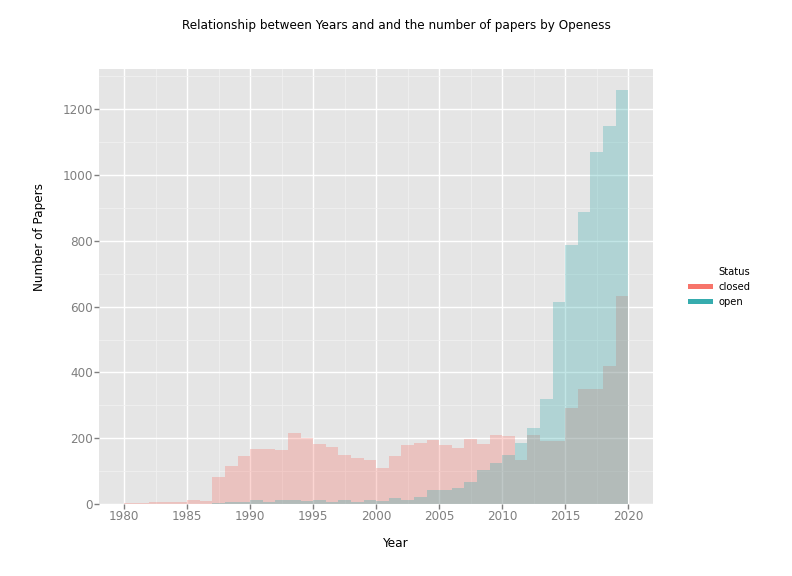 Relationship between Years and and the number of papers by Openess
1200
1000
800
600
400
200
0
Number of Papers
1980 1985 1990 1995 2000 2005 2010 2015 2020
Year
Status
closed
open